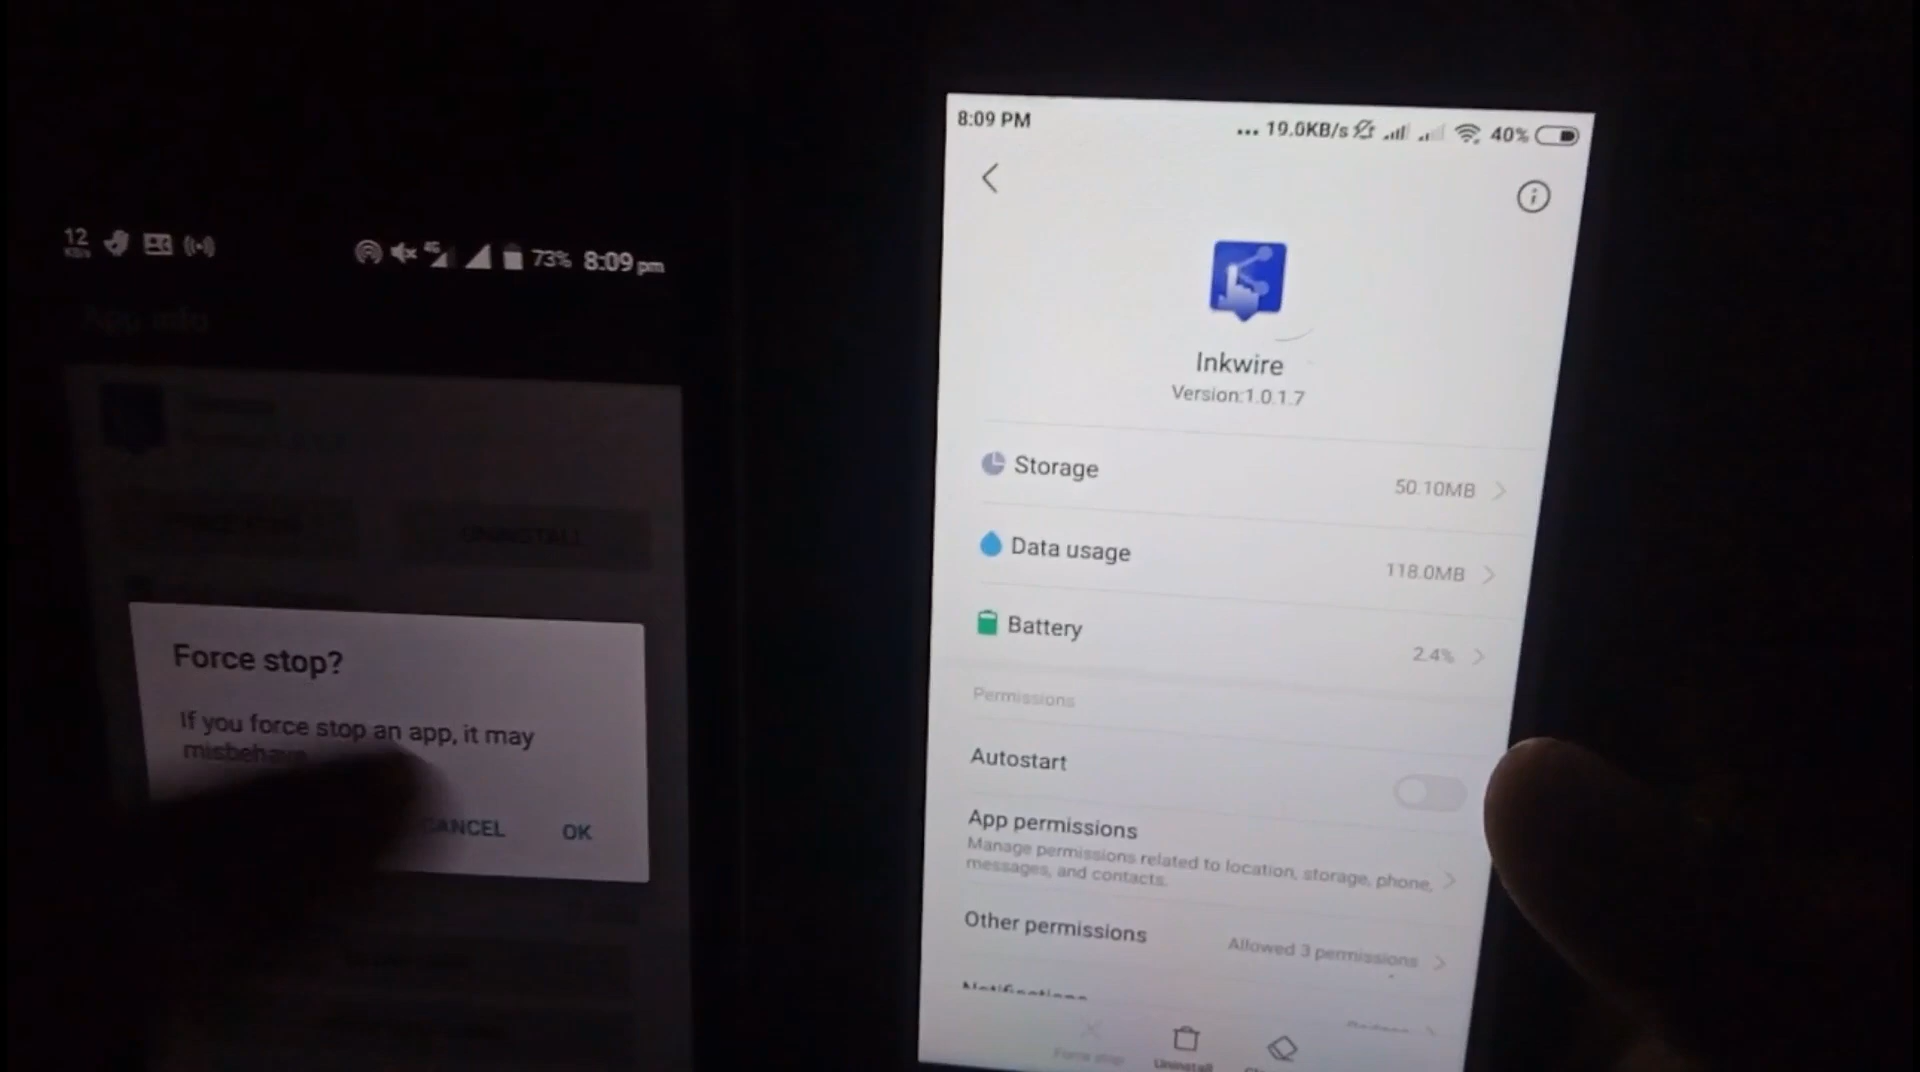 12
KB/s
73% 8:09 pm
App info
UNINSTALL
Force stop?
If you force stop an app, it may
misbehave
CANCEL
OK
8:09 PM
... 19.0KB/s
40%
Inkwire
Version:1.0.1.7
Storage
50.10MB
Data usage
118.0MB
Battery
2.4%
Permissions
Autostart
App permissions
Manage permissions related to location, storage, phone,
messages, and contacts.
Other permissions
Allowed 3 permissions
Notifications
Force stop
Uninstall